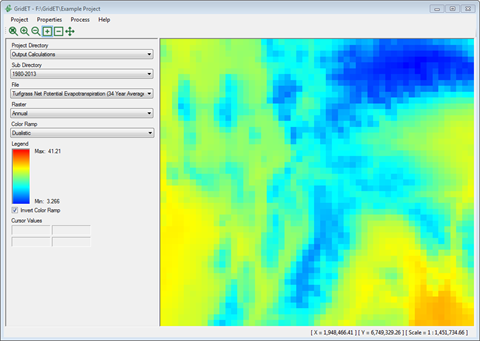 GridET - F:\GridET\Example Project
Project Properties Process Help
Project Directory
Output Calculations
Sub Directory
1980-2013
File
Turfgrass Net Potential Evapotranspiration (34 Year Average
Raster
Annual
Color Ramp
Dualistic
Legend
Max: 41.21
Min: 3.266
Invert Color Ramp
Cursor Values
[ X = 1,948,466.41 ] [ Y = 6,749,329.26 ] [ Scale = 1 : 1,451,734.66 ]